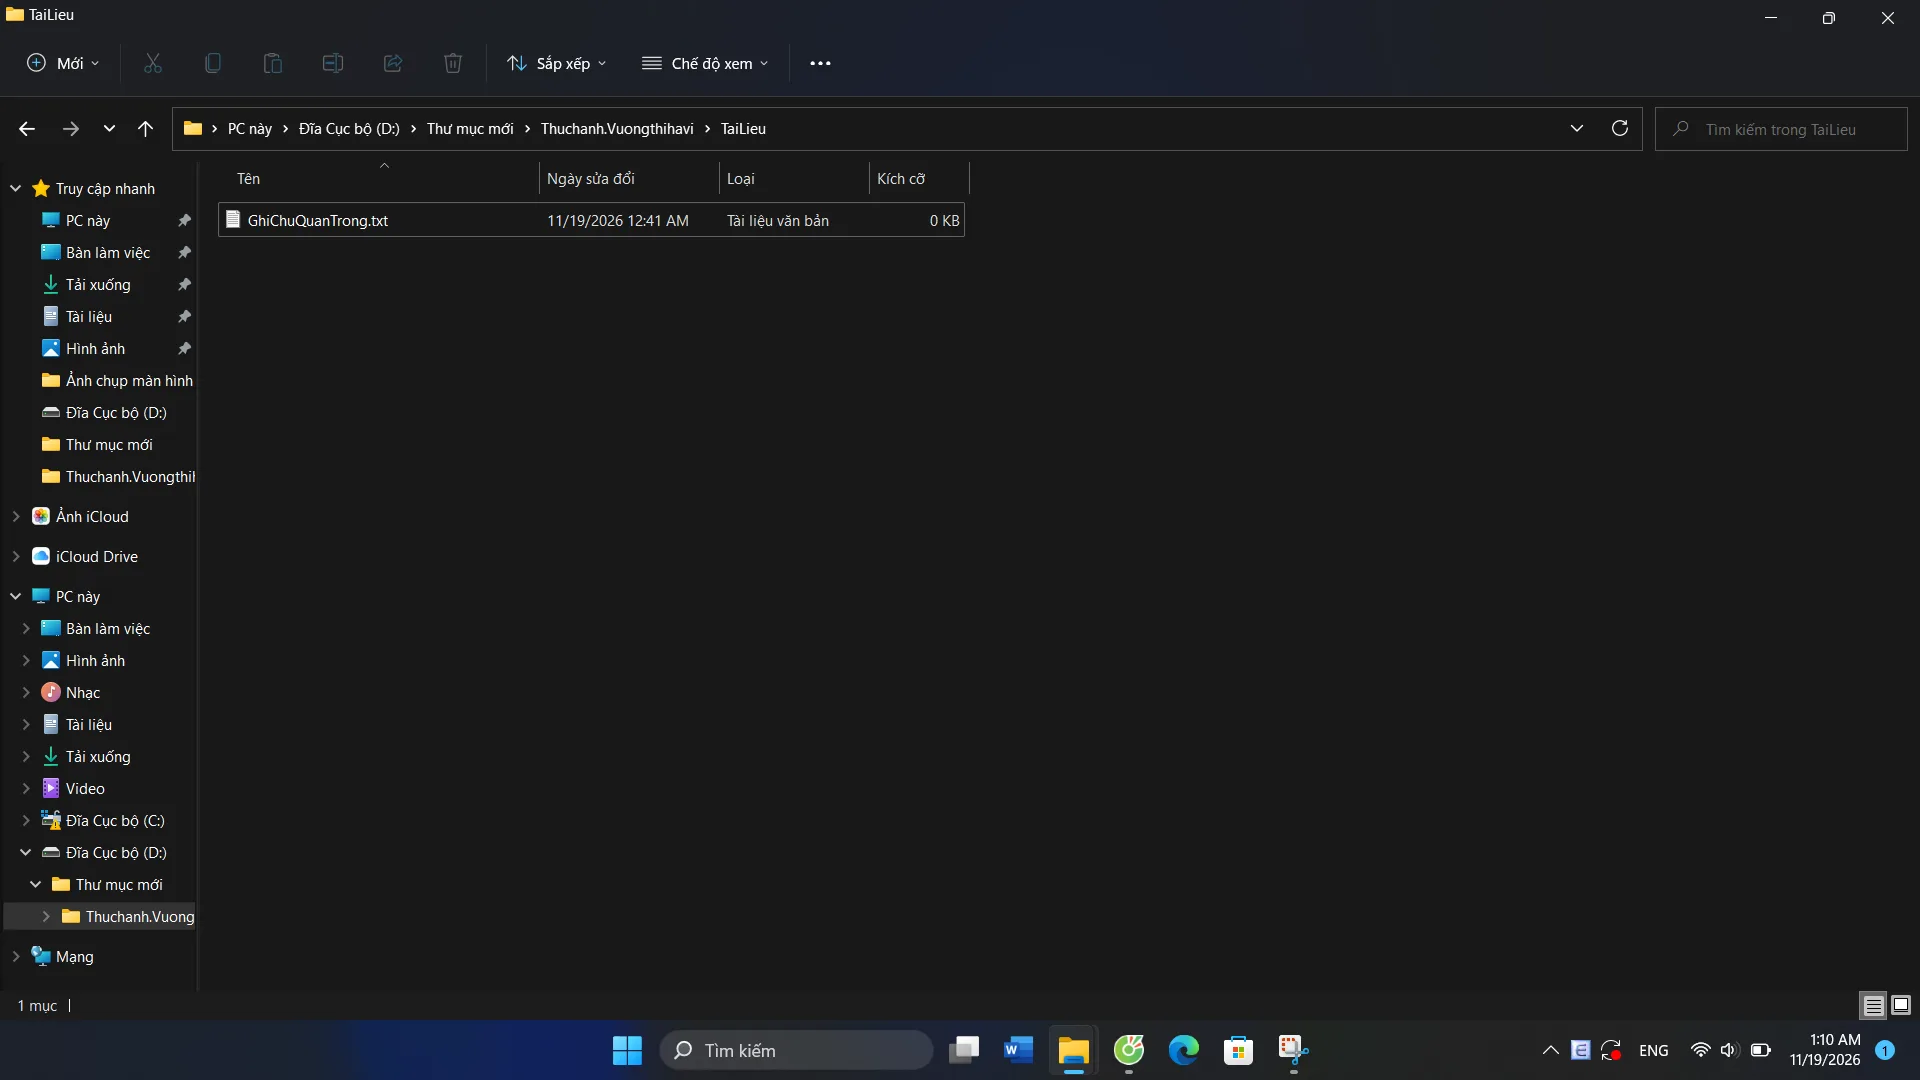 TaiLieu
Mới
Sắp xếp
Chế độ xem
PC này
Đĩa Cục bộ (D:)
Thư mục mới
Thuchanh.Vuongthihavi
TaiLieu
Tìm kiếm trong TaiLieu
Tên
Ngày sửa đổi
Loại
Kích cỡ
GhiChuQuanTrong.txt
11/19/2026 12:41 AM
Tài liệu văn bản
0 KB
Truy cập nhanh
PC này
Bàn làm việc
Tải xuống
Tài liệu
Hình ảnh
Ảnh chụp màn hình
Đĩa Cục bộ (D:)
Thư mục mới
Thuchanh.Vuongthih
Ảnh iCloud
iCloud Drive
PC này
Bàn làm việc
Hình ảnh
Nhạc
Tài liệu
Tải xuống
Video
Đĩa Cục bộ (C:)
Đĩa Cục bộ (D:)
Thư mục mới
Thuchanh.Vuong
Mạng
1 mục
Tìm kiếm
ENG
1:10 AM
11/19/2026
1